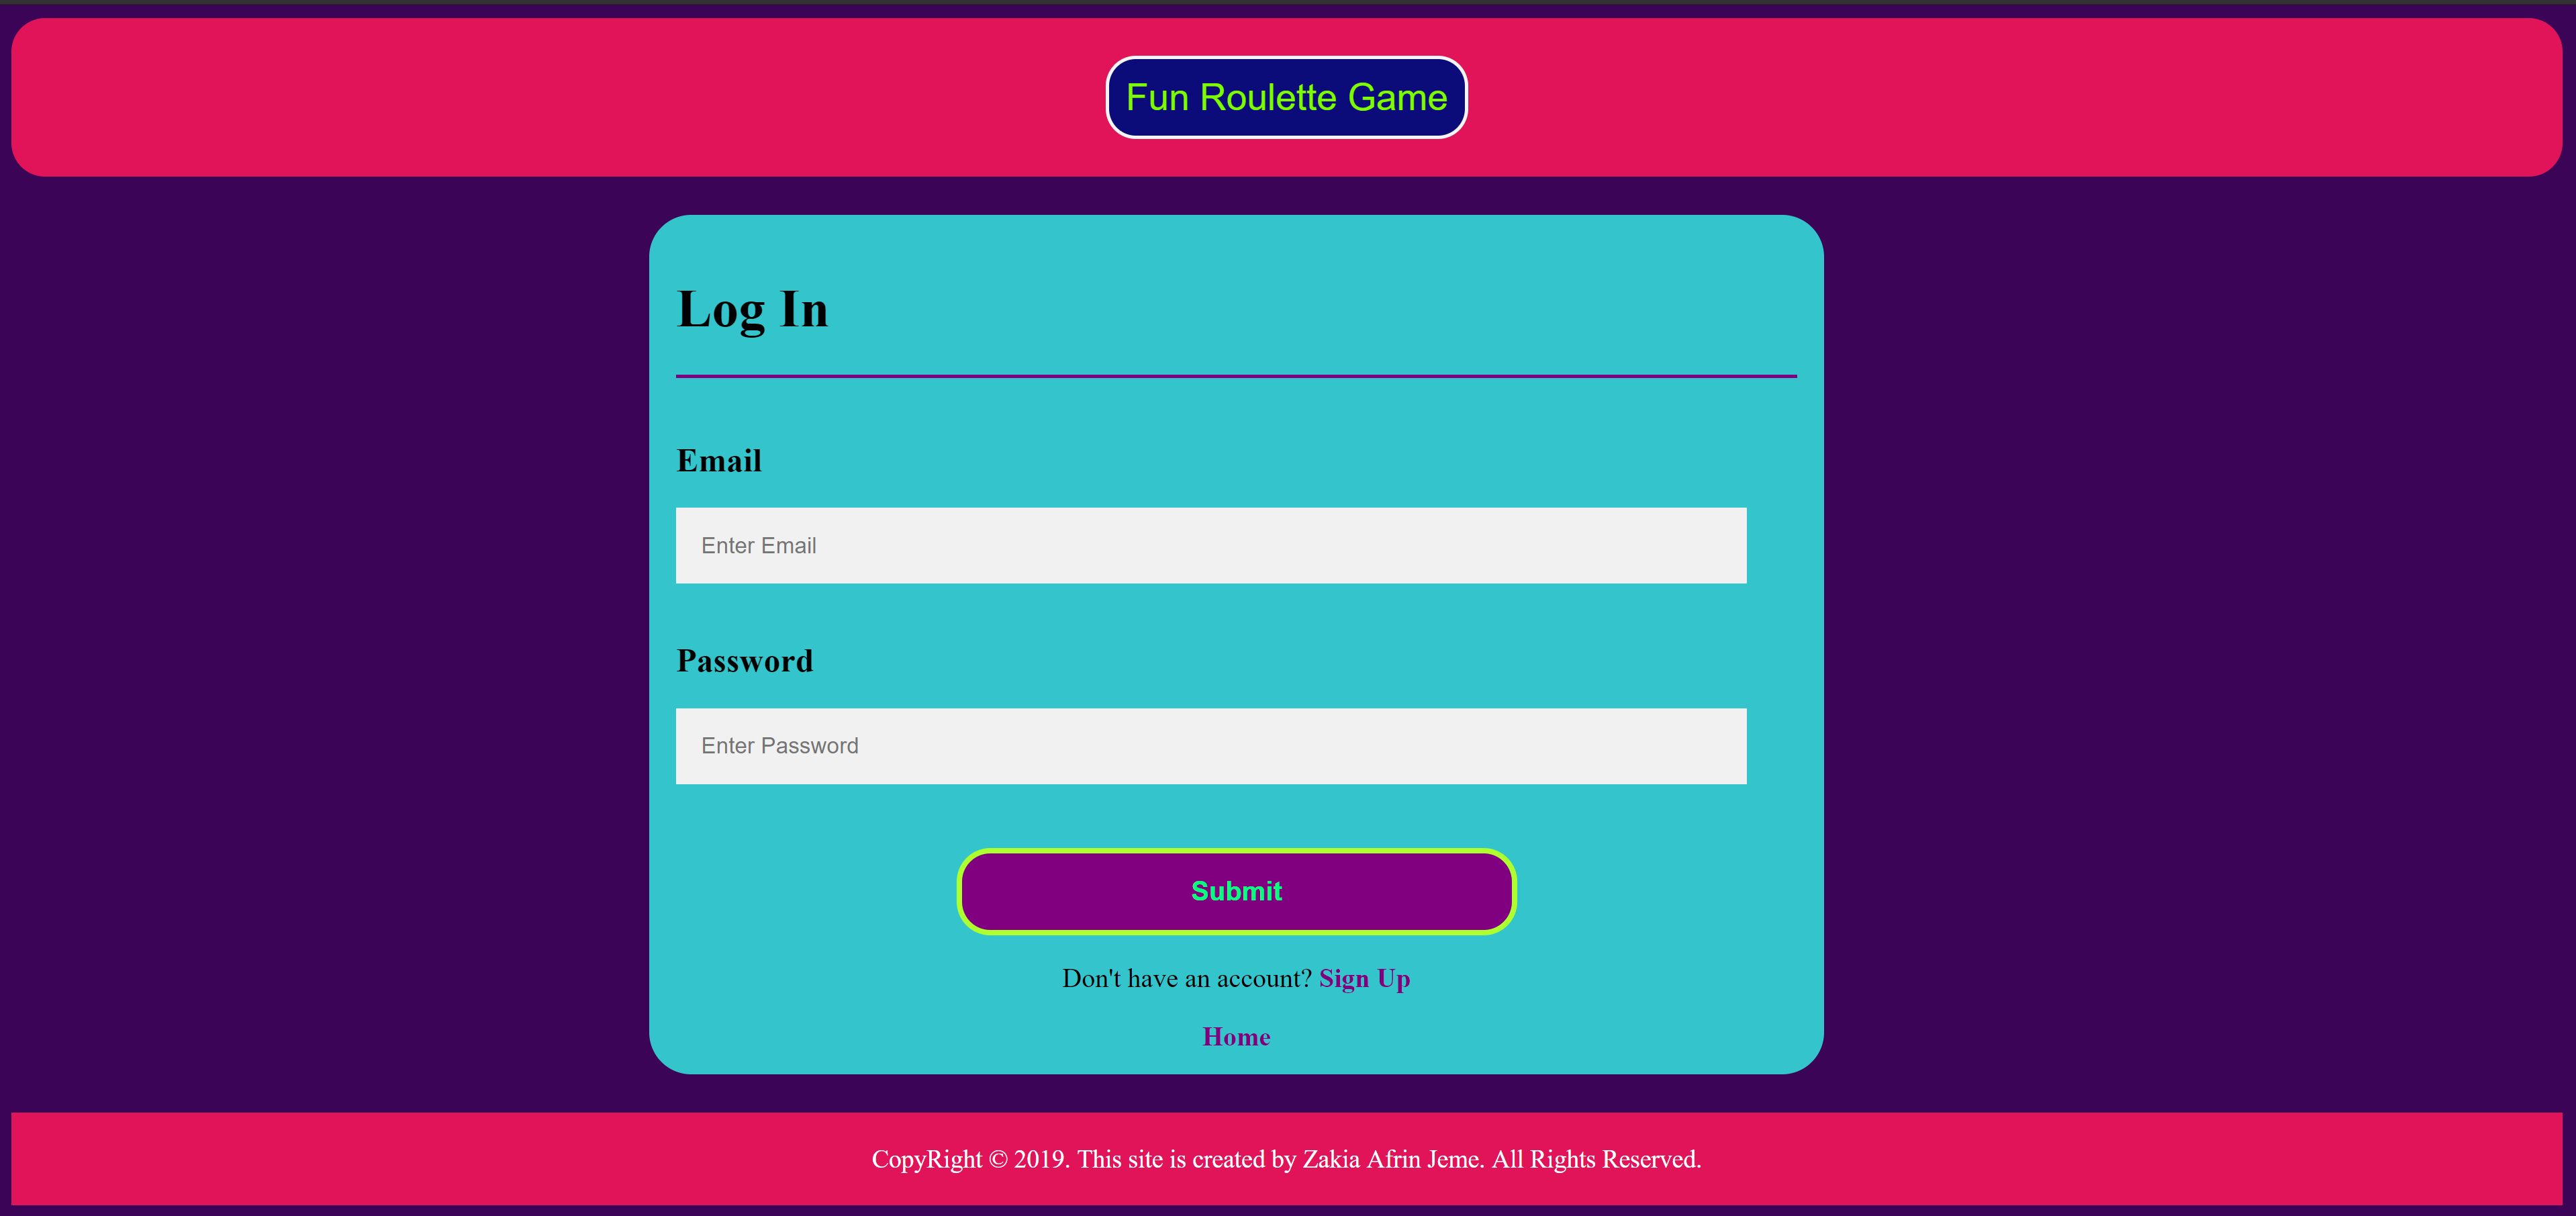 Fun Roulette Game
Log In
Email
Enter Email
Password
Enter Password
Submit
Don't have an account? Sign Up
Home
CopyRight © 2019. This site is created by Zakia Afrin Jeme. All Rights Reserved.